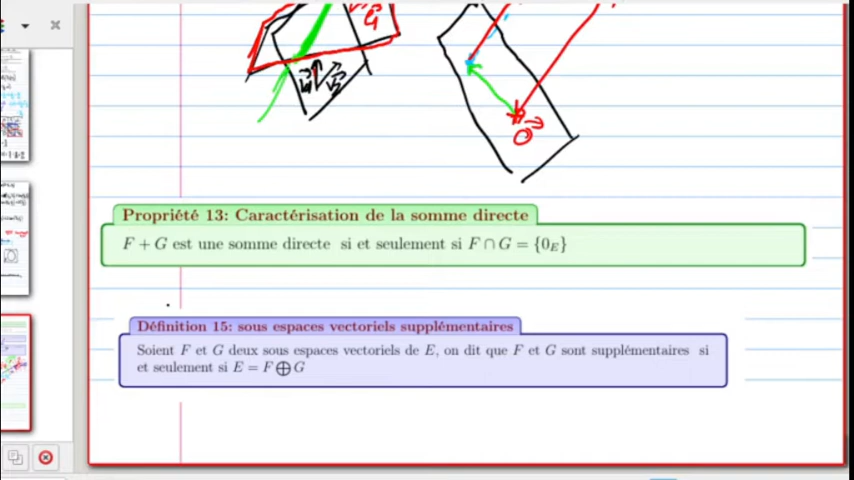 0
Propriété 13: Caractérisation de la somme directe
F + G est une somme directe si et seulement si F ∩ G = {0_E}
Définition 15: sous espaces vectoriels supplémentaires
Soient F et G deux sous espaces vectoriels de E, on dit que F et G sont supplémentaires si
et seulement si E = F ⨁ G